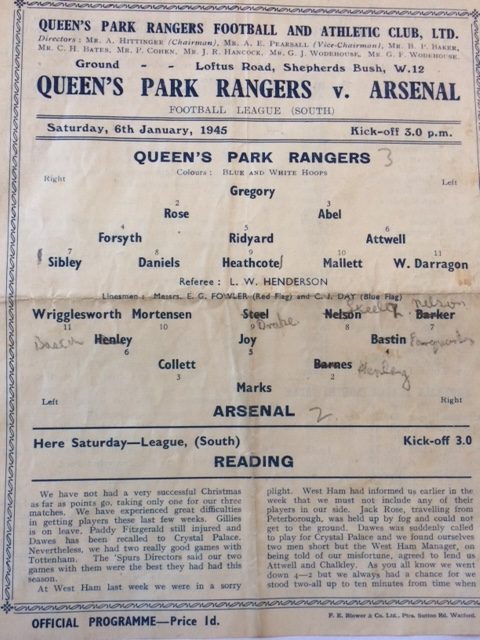 QUEEN'S PARK RANGERS FOOTBALL AND ATHLETIC CLUB, LTD.
Directors: Mr. A. HITTINGER (Chairman), Mr. A. E. PEARSALL (Vice-Chairman), Mr. B. P. BAKER,
Mr. C. H. BATES, Mr. F. COHEN, Mr. J. R. HANCOCK, Mr. G. J. WODEHOUSE, Mr. G. F. WODEHOUSE.
Ground - - Loftus Road, Shepherds Bush, W.12
QUEEN'S PARK RANGERS v. ARSENAL
FOOTBALL LEAGUE (SOUTH)
Saturday, 6th January, 1945 Kick-off 3.0 p.m.
QUEEN'S PARK RANGERS 3
Right Colours: BLUE AND WHITE HOOPS Left
Gregory
2 3
Rose Abel
4 5 6
Forsyth Ridyard Attwell
7 8 9 10 11
Sibley Daniels Heathcote Mallett W. Darragon
Referee: L. W. HENDERSON
Linesmen: Messrs. E. G. FOWLER (Red Flag) and C. J. DAY (Blue Flag)
Nelson
Wrigglesworth Mortensen Steel Nelson Barker
11 10 9 8 7
Drake
Henley Joy Bastin
6 5 4
Collett Barnes
3 2
Marks
Left ARSENAL 2 Right
Here Saturday—League, (South) Kick-off 3.0
READING
We have not had a very successful Christmas
as far as points go, taking only one for three
matches. We have experienced great difficulties
in getting players these last few weeks. Gillies
is on leave, Paddy Fitzgerald still injured and
Dawes has been recalled to Crystal Palace.
Nevertheless, we had two really good games with
Tottenham. The 'Spurs Directors said our two
games with them were the best they had had this
season.
At West Ham last week we were in a sorry
plight. West Ham had informed us earlier in the
week that we must not include any of their
players in our side. Jack Rose, travelling from
Peterborough, was held up by fog and could not
get to the ground. Dawes was suddenly called
to play for Crystal Palace and we found ourselves
two men short but the West Ham Manager, on
being told of our misfortune, agreed to lend us
Attwell and Chalkley. As you all know we went
down 4—2 but we always had a chance for we
stood two-all up to ten minutes from time when
OFFICIAL PROGRAMME—Price 1d.
F. E. Blower & Co. Ltd., Ptrs. Sutton Rd. Watford.